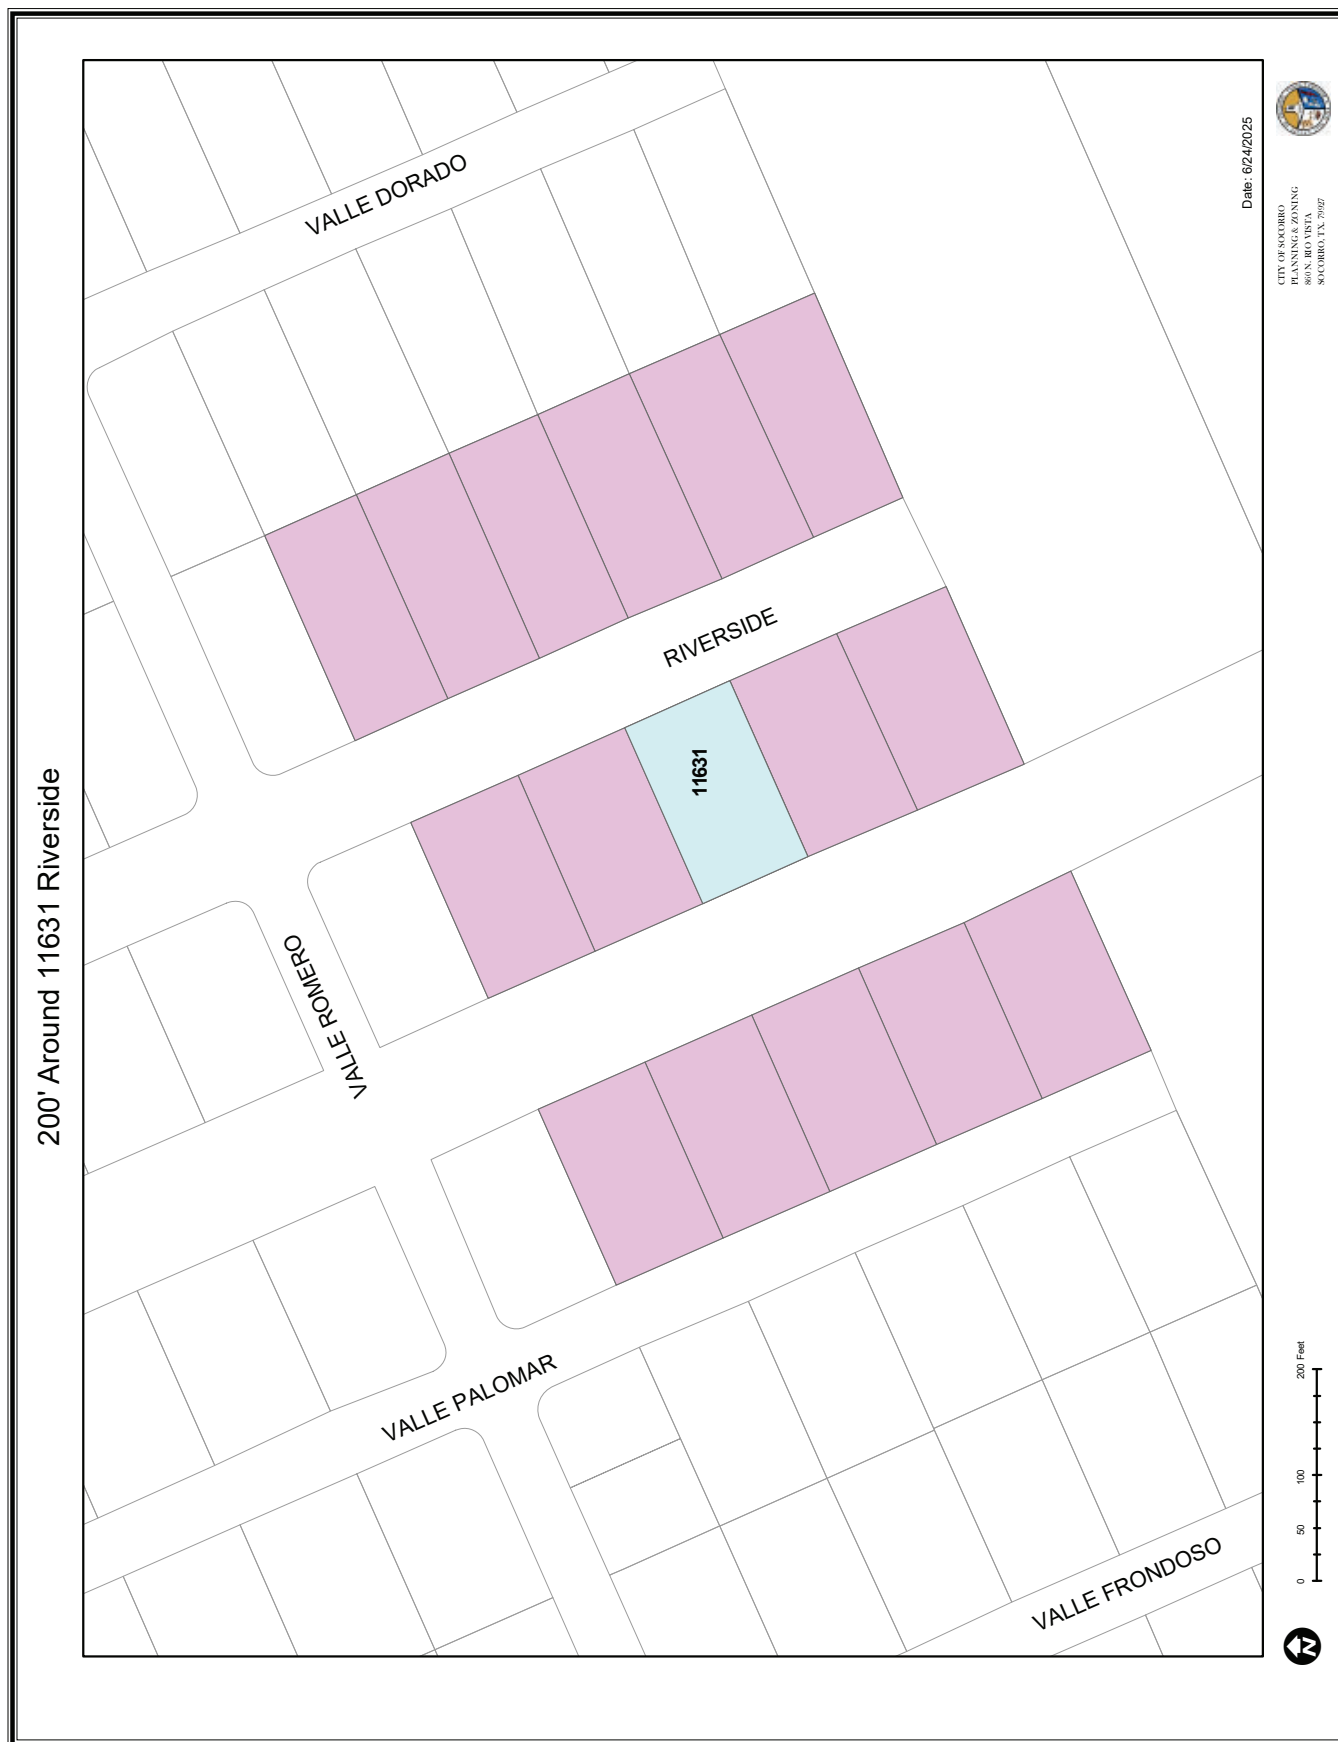 200' Around 11631 Riverside
VALLE DORADO
RIVERSIDE
11631
VALLE ROMERO
VALLE PALOMAR
VALLE FRONDOSO
Date: 6/24/2025
CITY OF SOCORRO
PLANNING & ZONING
860 N. RIO VISTA
SOCORRO, TX. 79927
0 50 100 200 Feet
N